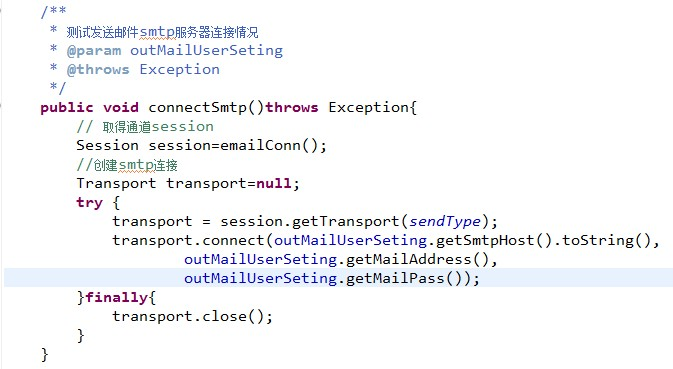 /**
 * 测试发送邮件smtp服务器连接情况
 * @param outMailUserSeting
 * @throws Exception
 */
public void connectSmtp()throws Exception{
    // 取得通道session
    Session session=emailConn();
    //创建smtp连接
    Transport transport=null;
    try {
        transport = session.getTransport(sendType);
        transport.connect(outMailUserSeting.getSmtpHost().toString(),
                outMailUserSeting.getMailAddress(),
                outMailUserSeting.getMailPass());
    }finally{
        transport.close();
    }
}